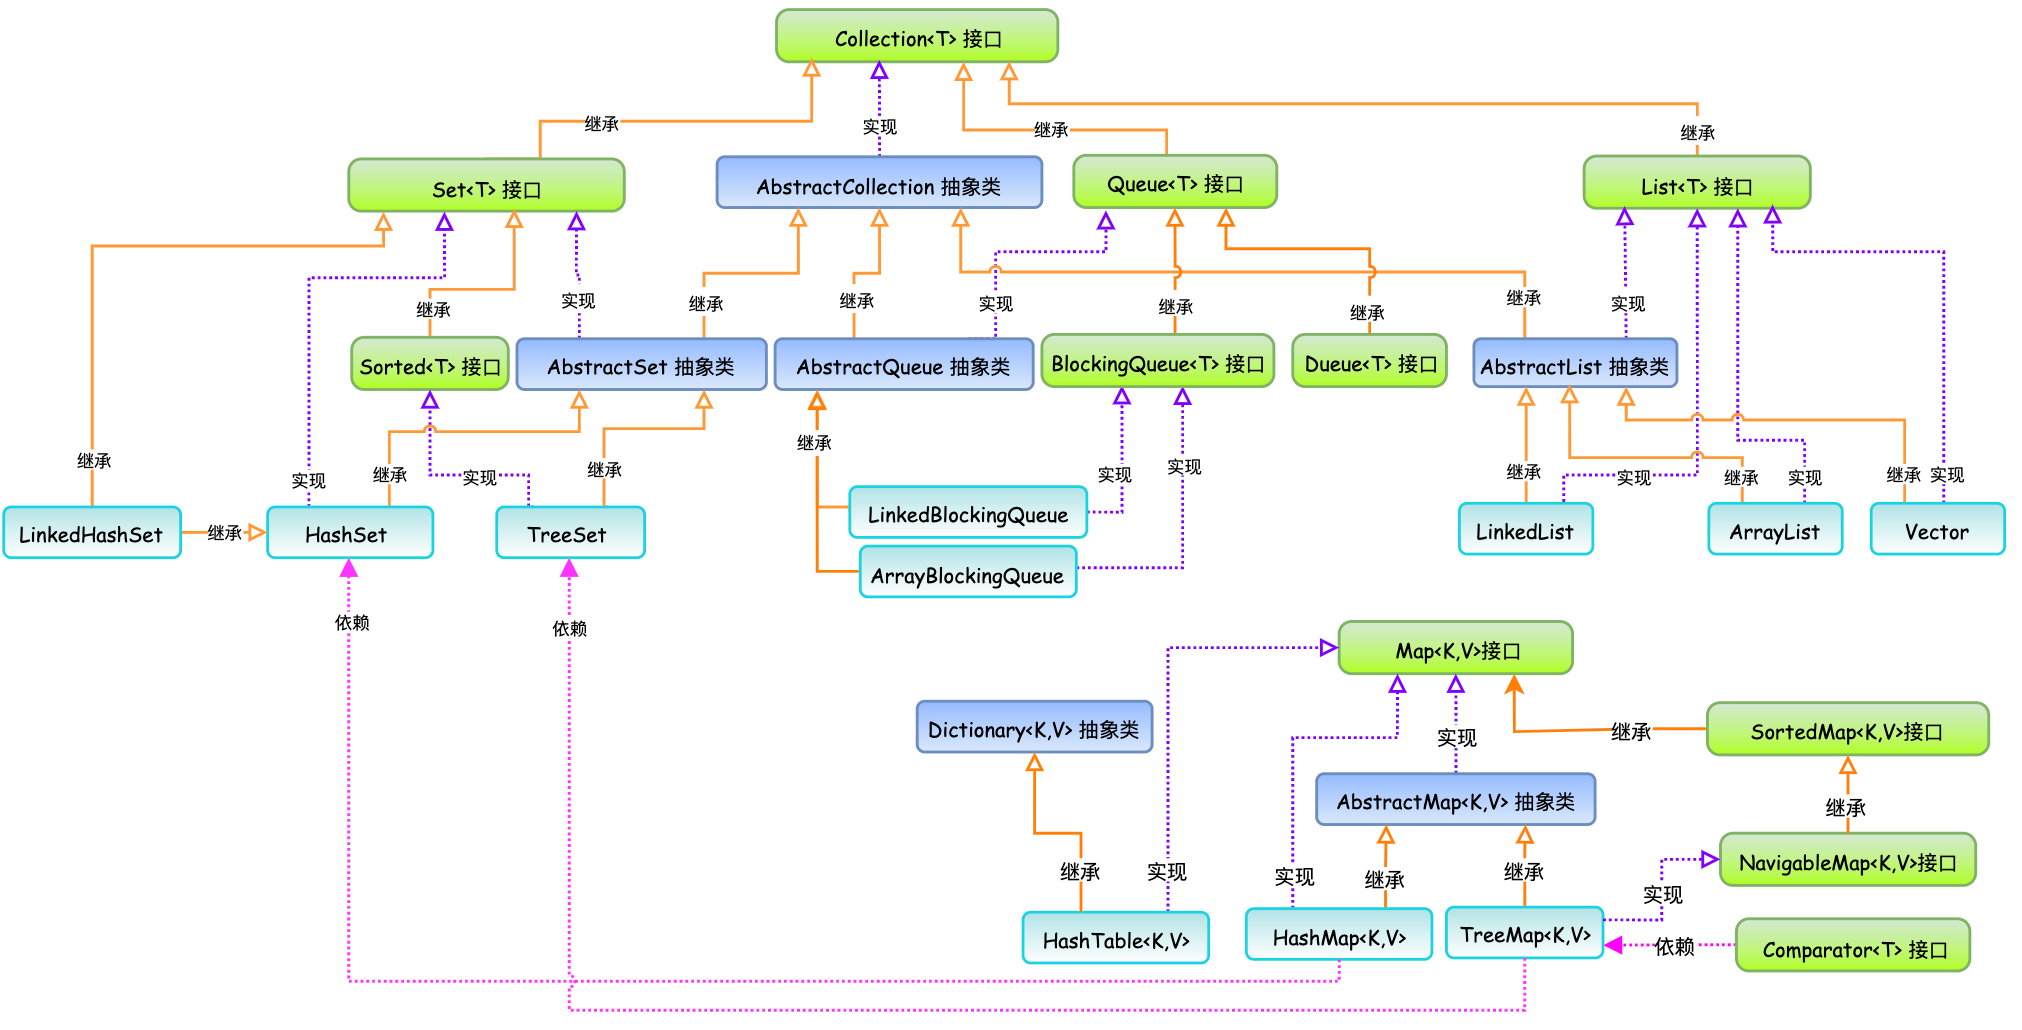 Collection<T> 接口
继承
实现
继承
继承
Set<T> 接口
AbstractCollection 抽象类
Queue<T> 接口
List<T> 接口
继承
实现
继承
继承
实现
继承
继承
继承
实现
Sorted<T> 接口
AbstractSet 抽象类
AbstractQueue 抽象类
BlockingQueue<T> 接口
Dueue<T> 接口
AbstractList 抽象类
继承
实现
继承
实现
继承
继承
实现
实现
继承
实现
继承
实现
继承
实现
LinkedHashSet
继承
HashSet
TreeSet
LinkedBlockingQueue
ArrayBlockingQueue
LinkedList
ArrayList
Vector
依赖
依赖
Map<K,V>接口
Dictionary<K,V> 抽象类
实现
继承
SortedMap<K,V>接口
AbstractMap<K,V> 抽象类
继承
继承
实现
实现
继承
继承
实现
NavigableMap<K,V>接口
HashTable<K,V>
HashMap<K,V>
TreeMap<K,V>
依赖
Comparator<T> 接口